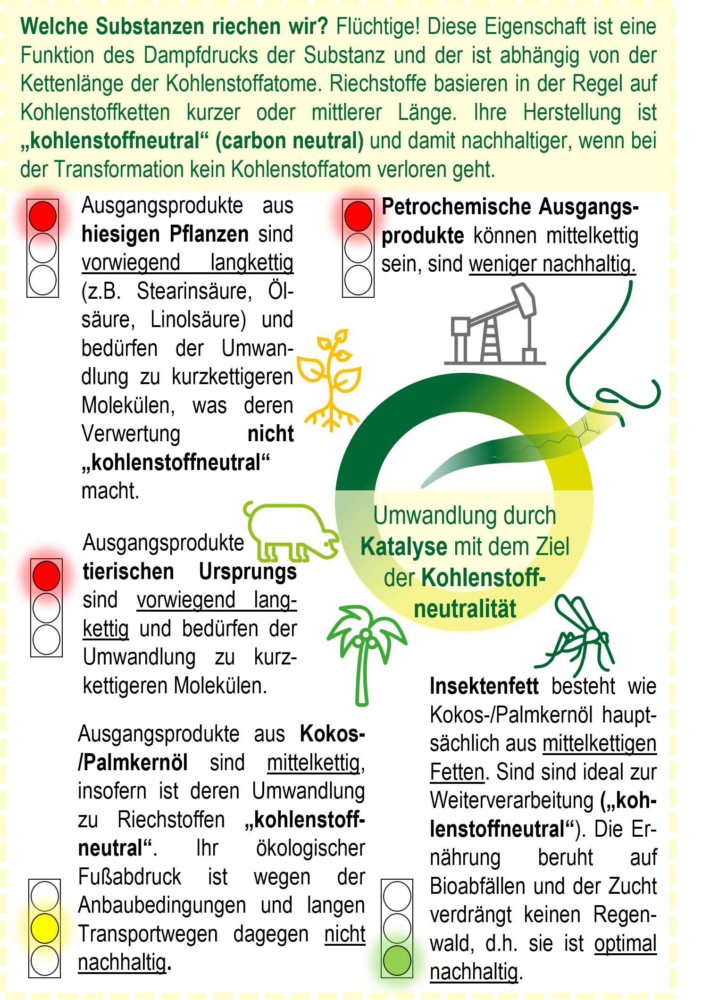 Welche Substanzen riechen wir? Flüchtige! Diese Eigenschaft ist eine
Funktion des Dampfdrucks der Substanz und der ist abhängig von der
Kettenlänge der Kohlenstoffatome. Riechstoffe basieren in der Regel auf
Kohlenstoffketten kurzer oder mittlerer Länge. Ihre Herstellung ist
„kohlenstoffneutral“ (carbon neutral) und damit nachhaltiger, wenn bei
der Transformation kein Kohlenstoffatom verloren geht.
Ausgangsprodukte aus
hiesigen Pflanzen sind
vorwiegend langkettig
(z.B. Stearinsäure, Öl-
säure, Linolsäure) und
bedürfen der Umwan-
dlung zu kurzkettigeren
Molekülen, was deren
Verwertung nicht
„kohlenstoffneutral“
macht.
Petrochemische Ausgangs-
produkte können mittelkettig
sein, sind weniger nachhaltig.
Umwandlung durch
Katalyse mit dem Ziel
der Kohlenstoff-
neutralität
Ausgangsprodukte
tierischen Ursprungs
sind vorwiegend lang-
kettig und bedürfen der
Umwandlung zu kurz-
kettigeren Molekülen.
Ausgangsprodukte aus Kokos-
/Palmkernöl sind mittelkettig,
insofern ist deren Umwandlung
zu Riechstoffen „kohlenstoff-
neutral“. Ihr ökologischer
Fußabdruck ist wegen der
Anbaubedingungen und langen
Transportwegen dagegen nicht
nachhaltig.
Insektenfett besteht wie
Kokos-/Palmkernöl haupt-
sächlich aus mittelkettigen
Fetten. Sind sind ideal zur
Weiterverarbeitung („koh-
lenstoffneutral“). Die Er-
nährung beruht auf
Bioabfällen und der Zucht
verdrängt keinen Regen-
wald, d.h. sie ist optimal
nachhaltig.